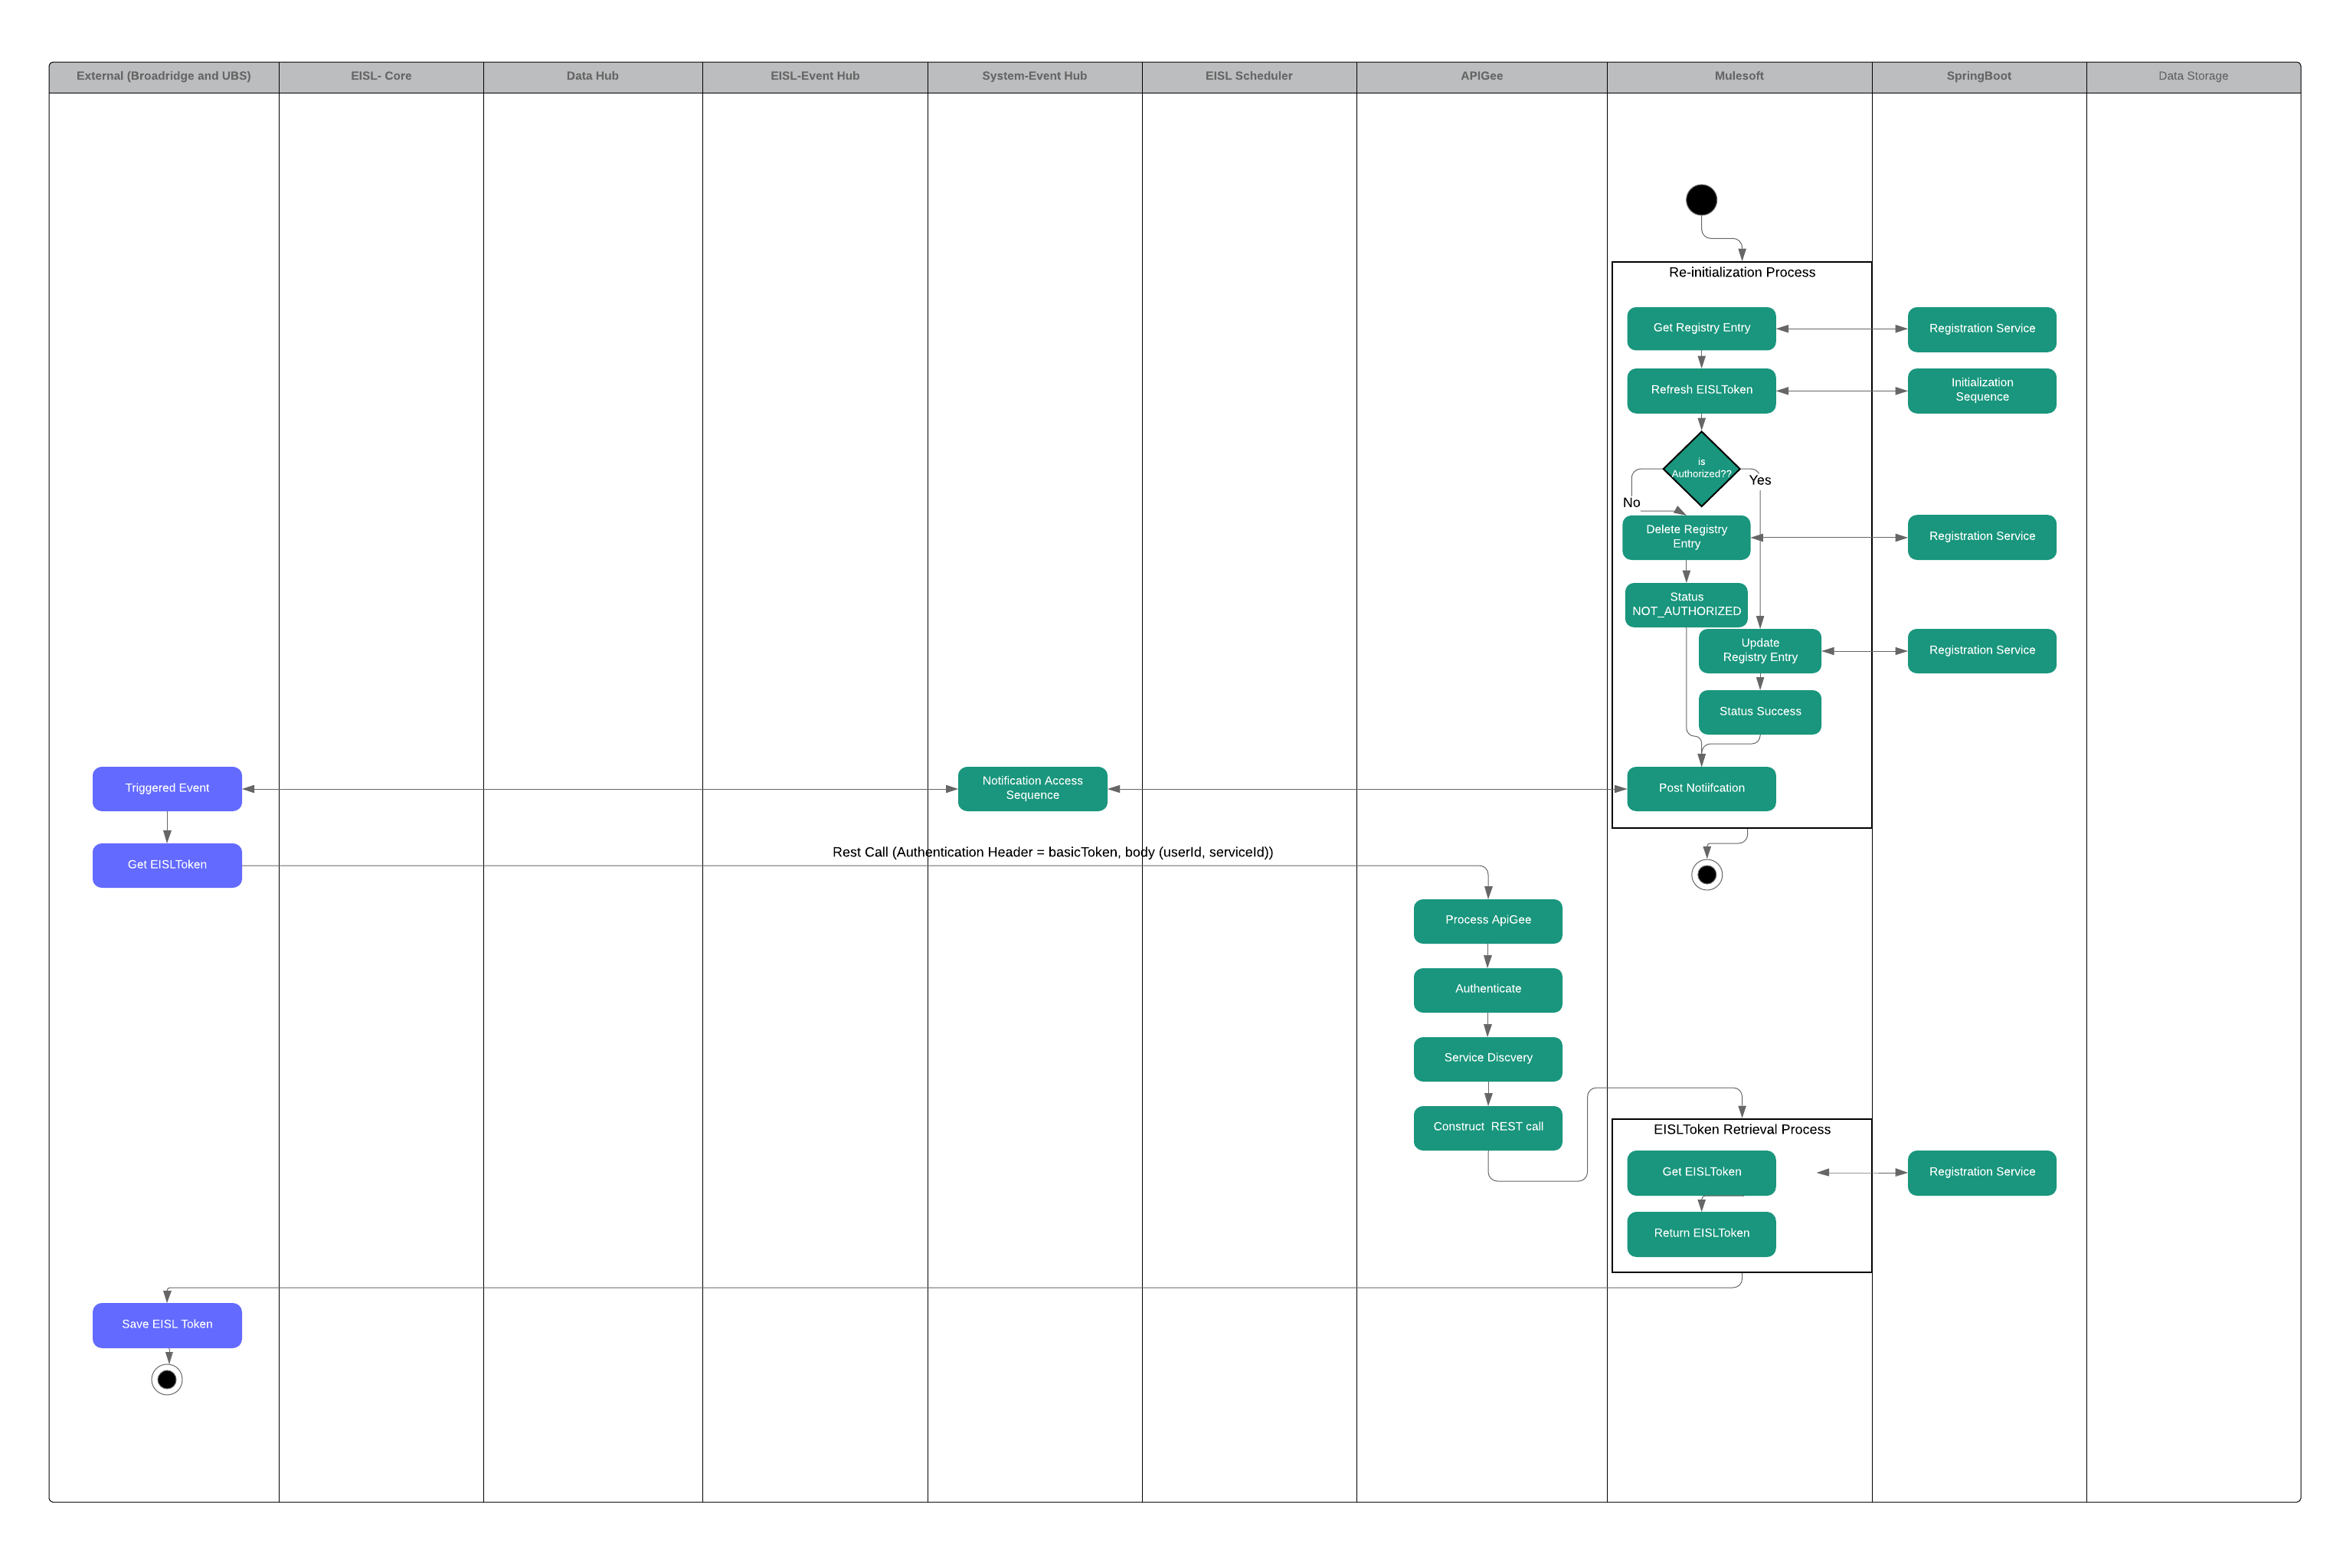 External (Broadridge and UBS)
EISL- Core
Data Hub
EISL-Event Hub
System-Event Hub
EISL Scheduler
APIGee
Mulesoft
SpringBoot
Data Storage
Re-initialization Process
Get Registry Entry
Registration Service
Refresh EISLToken
Initialization
Sequence
is
Authorized??
Yes
No
Delete Registry
Entry
Registration Service
Status
NOT_AUTHORIZED
Update
Registry Entry
Registration Service
Status Success
Triggered Event
Notification Access
Sequence
Post Notiifcation
Get EISLToken
Rest Call (Authentication Header = basicToken, body (userId, serviceId))
Process ApiGee
Authenticate
Service Discvery
Construct  REST call
EISLToken Retrieval Process
Get EISLToken
Registration Service
Return EISLToken
Save EISL Token